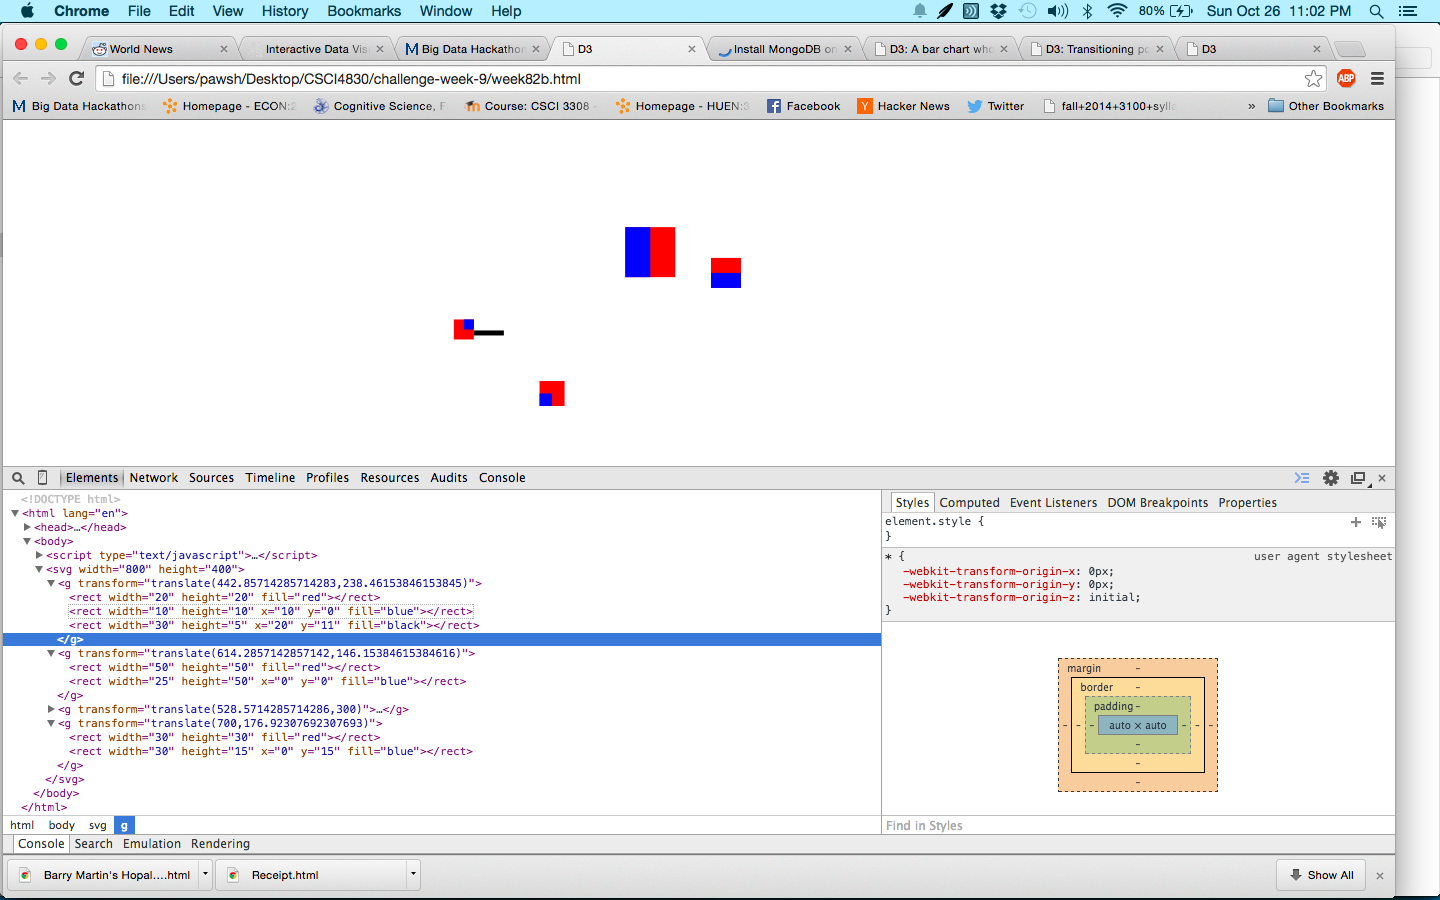 Chrome File Edit View History Bookmarks Window Help 80% Sun Oct 26 11:02 PM
World News Interactive Data Vis Big Data Hackathon D3 Install MongoDB on D3: A bar chart who D3: Transitioning po D3
file:///Users/pawsh/Desktop/CSCI4830/challenge-week-9/week82b.html ABP
M Big Data Hackathons Homepage - ECON:2 Cognitive Science, F Course: CSCI 3308 - Homepage - HUEN:3 Facebook Hacker News Twitter fall+2014+3100+sylla » Other Bookmarks
Elements Network Sources Timeline Profiles Resources Audits Console
<!DOCTYPE html>
<html lang="en">
<head>…</head>
<body>
<script type="text/javascript">…</script>
<svg width="800" height="400">
<g transform="translate(442.85714285714283,238.46153846153845)">
<rect width="20" height="20" fill="red"></rect>
<rect width="10" height="10" x="10" y="0" fill="blue"></rect>
<rect width="30" height="5" x="20" y="11" fill="black"></rect>
</g>
<g transform="translate(614.2857142857142,146.15384615384616)">
<rect width="50" height="50" fill="red"></rect>
<rect width="25" height="50" x="0" y="0" fill="blue"></rect>
</g>
<g transform="translate(528.5714285714286,300)">…</g>
<g transform="translate(700,176.92307692307693)">
<rect width="30" height="30" fill="red"></rect>
<rect width="30" height="15" x="0" y="15" fill="blue"></rect>
</g>
</svg>
</body>
</html>
html body svg g
Styles Computed Event Listeners DOM Breakpoints Properties
element.style {
}
* { user agent stylesheet
-webkit-transform-origin-x: 0px;
-webkit-transform-origin-y: 0px;
-webkit-transform-origin-z: initial;
}
margin -
border -
padding -
- - - auto × auto - - -
-
-
-
Find in Styles
Console Search Emulation Rendering
Barry Martin's Hopal....html Receipt.html Show All